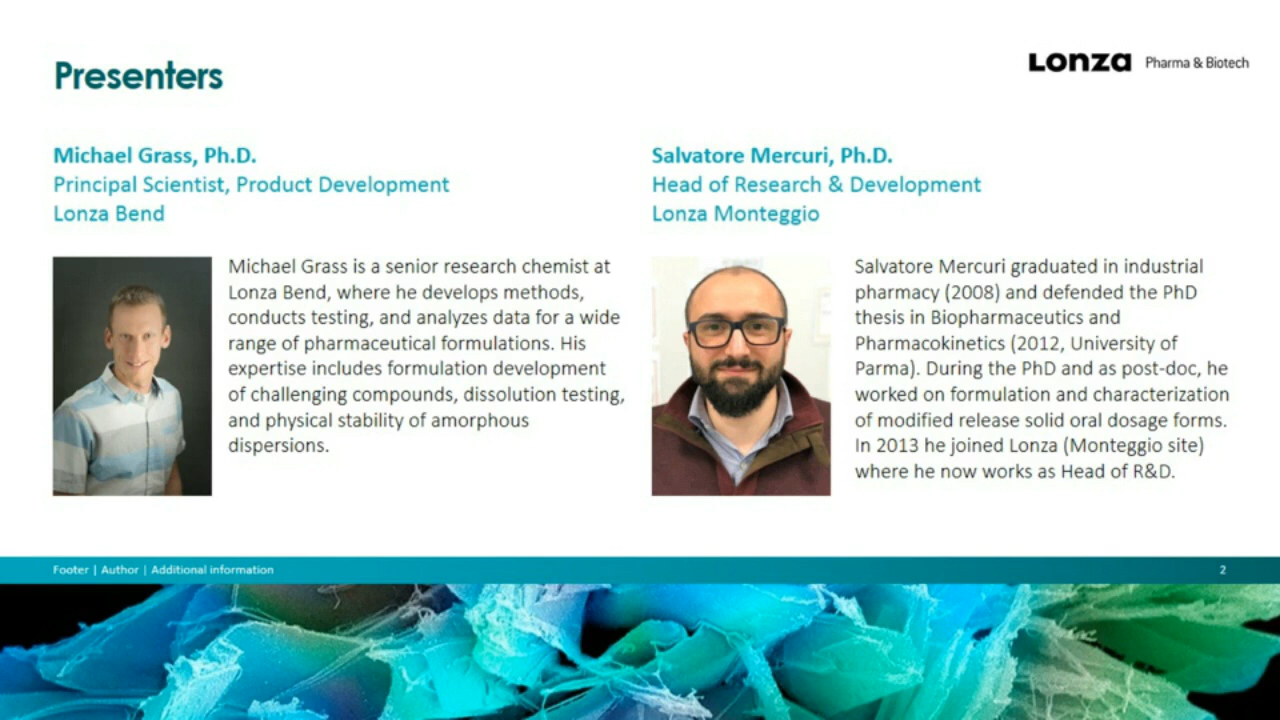 Presenters
Lonza Pharma & Biotech
Michael Grass, Ph.D.
Principal Scientist, Product Development
Lonza Bend
Michael Grass is a senior research chemist at
Lonza Bend, where he develops methods,
conducts testing, and analyzes data for a wide
range of pharmaceutical formulations. His
expertise includes formulation development
of challenging compounds, dissolution testing,
and physical stability of amorphous
dispersions.
Salvatore Mercuri, Ph.D.
Head of Research & Development
Lonza Monteggio
Salvatore Mercuri graduated in industrial
pharmacy (2008) and defended the PhD
thesis in Biopharmaceutics and
Pharmacokinetics (2012, University of
Parma). During the PhD and as post-doc, he
worked on formulation and characterization
of modified release solid oral dosage forms.
In 2013 he joined Lonza (Monteggio site)
where he now works as Head of R&D.
Footer | Author | Additional information
2